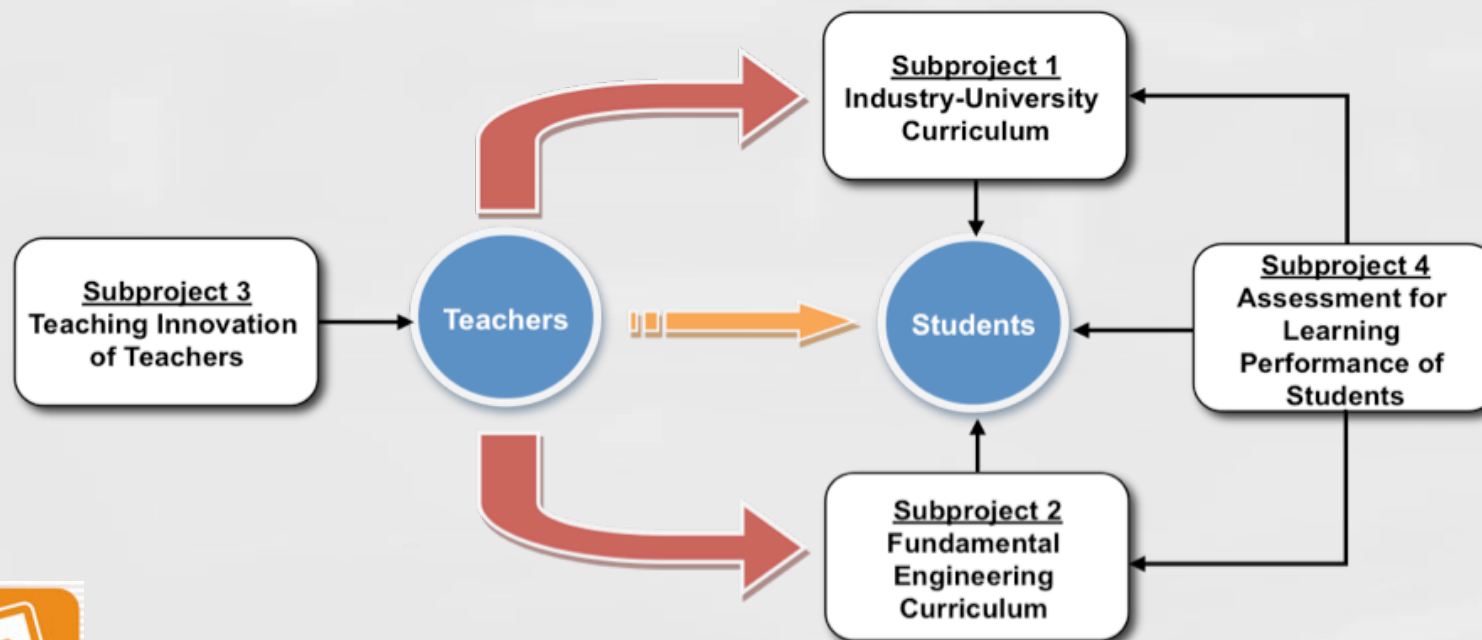 Subproject 1
Industry-University
Curriculum
Subproject 3
Teaching Innovation
of Teachers
Teachers
Students
Subproject 4
Assessment for
Learning
Performance of
Students
Subproject 2
Fundamental
Engineering
Curriculum